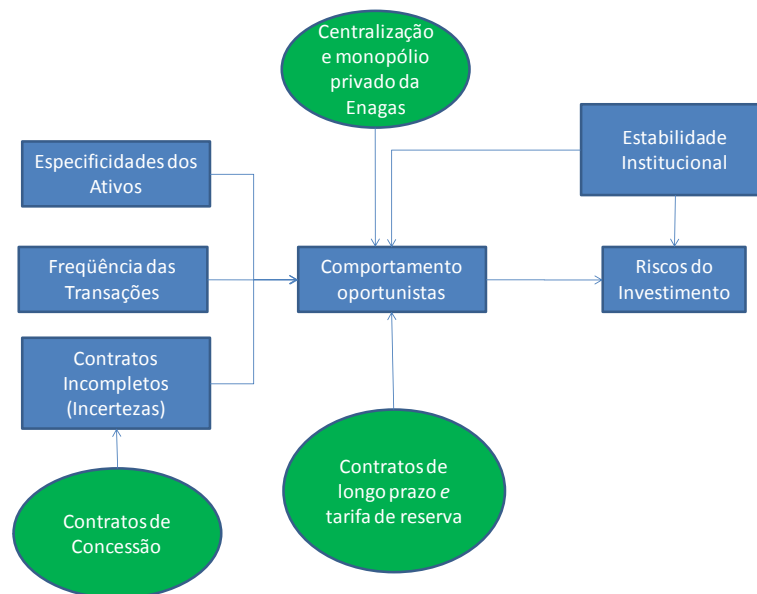 Centralização
e monopólio
privado da
Enagas
Estabilidade
Institucional
Especificidades dos
Ativos
Freqüência das
Transações
Comportamento
oportunistas
Riscos do
Investimento
Contratos
Incompletos
(Incertezas)
Contratos de
longo prazo e
tarifa de reserva
Contratos de
Concessão